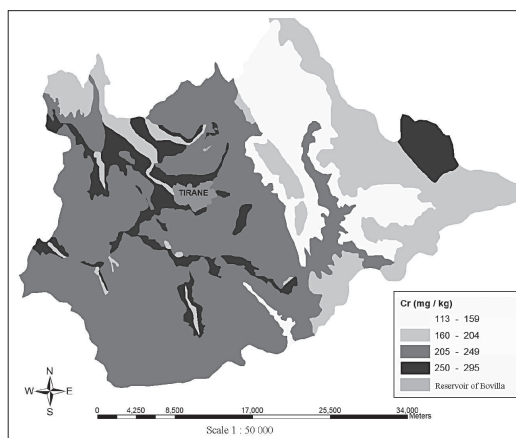 TIRANE
Cr (mg / kg)
113 - 159
160 - 204
205 - 249
250 - 295
Reservoir of Bovilla
N
W E
S
0 4,250 8,500 17,000 25,500 34,000
Meters
Scale 1 : 50 000